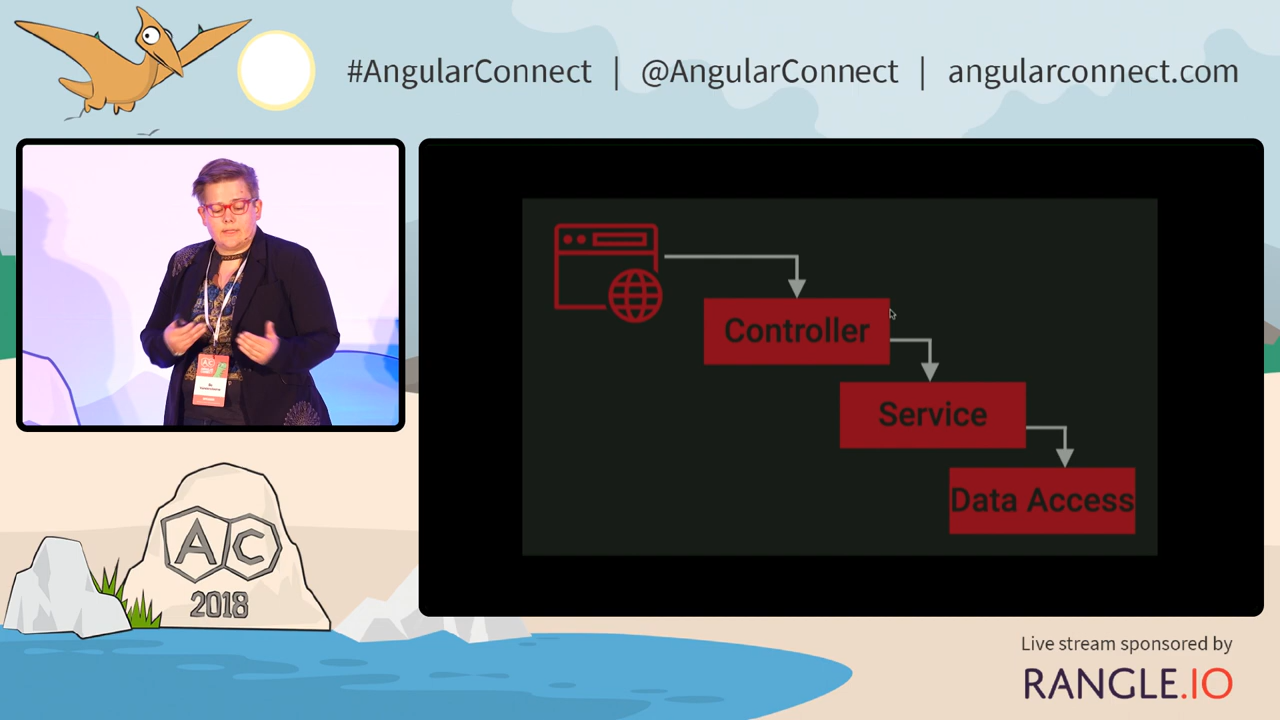 #AngularConnect | @AngularConnect | angularconnect.com
Controller
Service
Data Access
AC
2018
Live stream sponsored by
RANGLE.IO